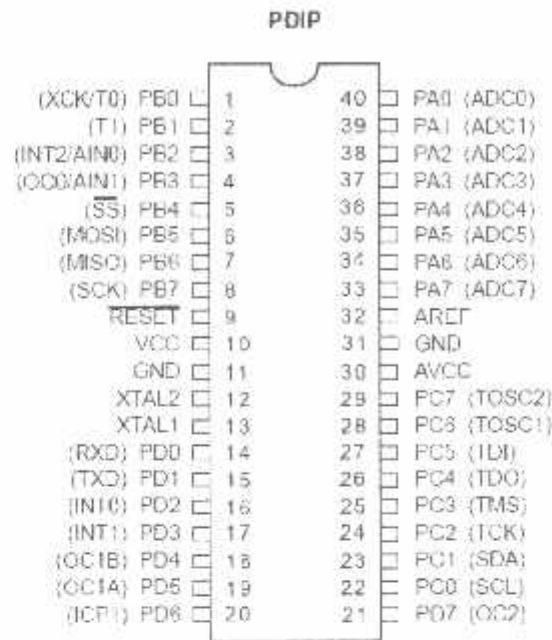 PDIP
(XCK/T0) PB0 1 40 PA0 (ADC0)
(T1) PB1 2 39 PA1 (ADC1)
(INT2/AIN0) PB2 3 38 PA2 (ADC2)
(OC0/AIN1) PB3 4 37 PA3 (ADC3)
(SS) PB4 5 36 PA4 (ADC4)
(MOSI) PB5 6 35 PA5 (ADC5)
(MISO) PB6 7 34 PA6 (ADC6)
(SCK) PB7 8 33 PA7 (ADC7)
RESET 9 32 AREF
VCC 10 31 GND
GND 11 30 AVCC
XTAL2 12 29 PC7 (TOSC2)
XTAL1 13 28 PC6 (TOSC1)
(RXD) PD0 14 27 PC5 (TDI)
(TXD) PD1 15 26 PC4 (TDO)
(INT0) PD2 16 25 PC3 (TMS)
(INT1) PD3 17 24 PC2 (TCK)
(OC1B) PD4 18 23 PC1 (SDA)
(OC1A) PD5 19 22 PC0 (SCL)
(ICP1) PD6 20 21 PD7 (OC2)